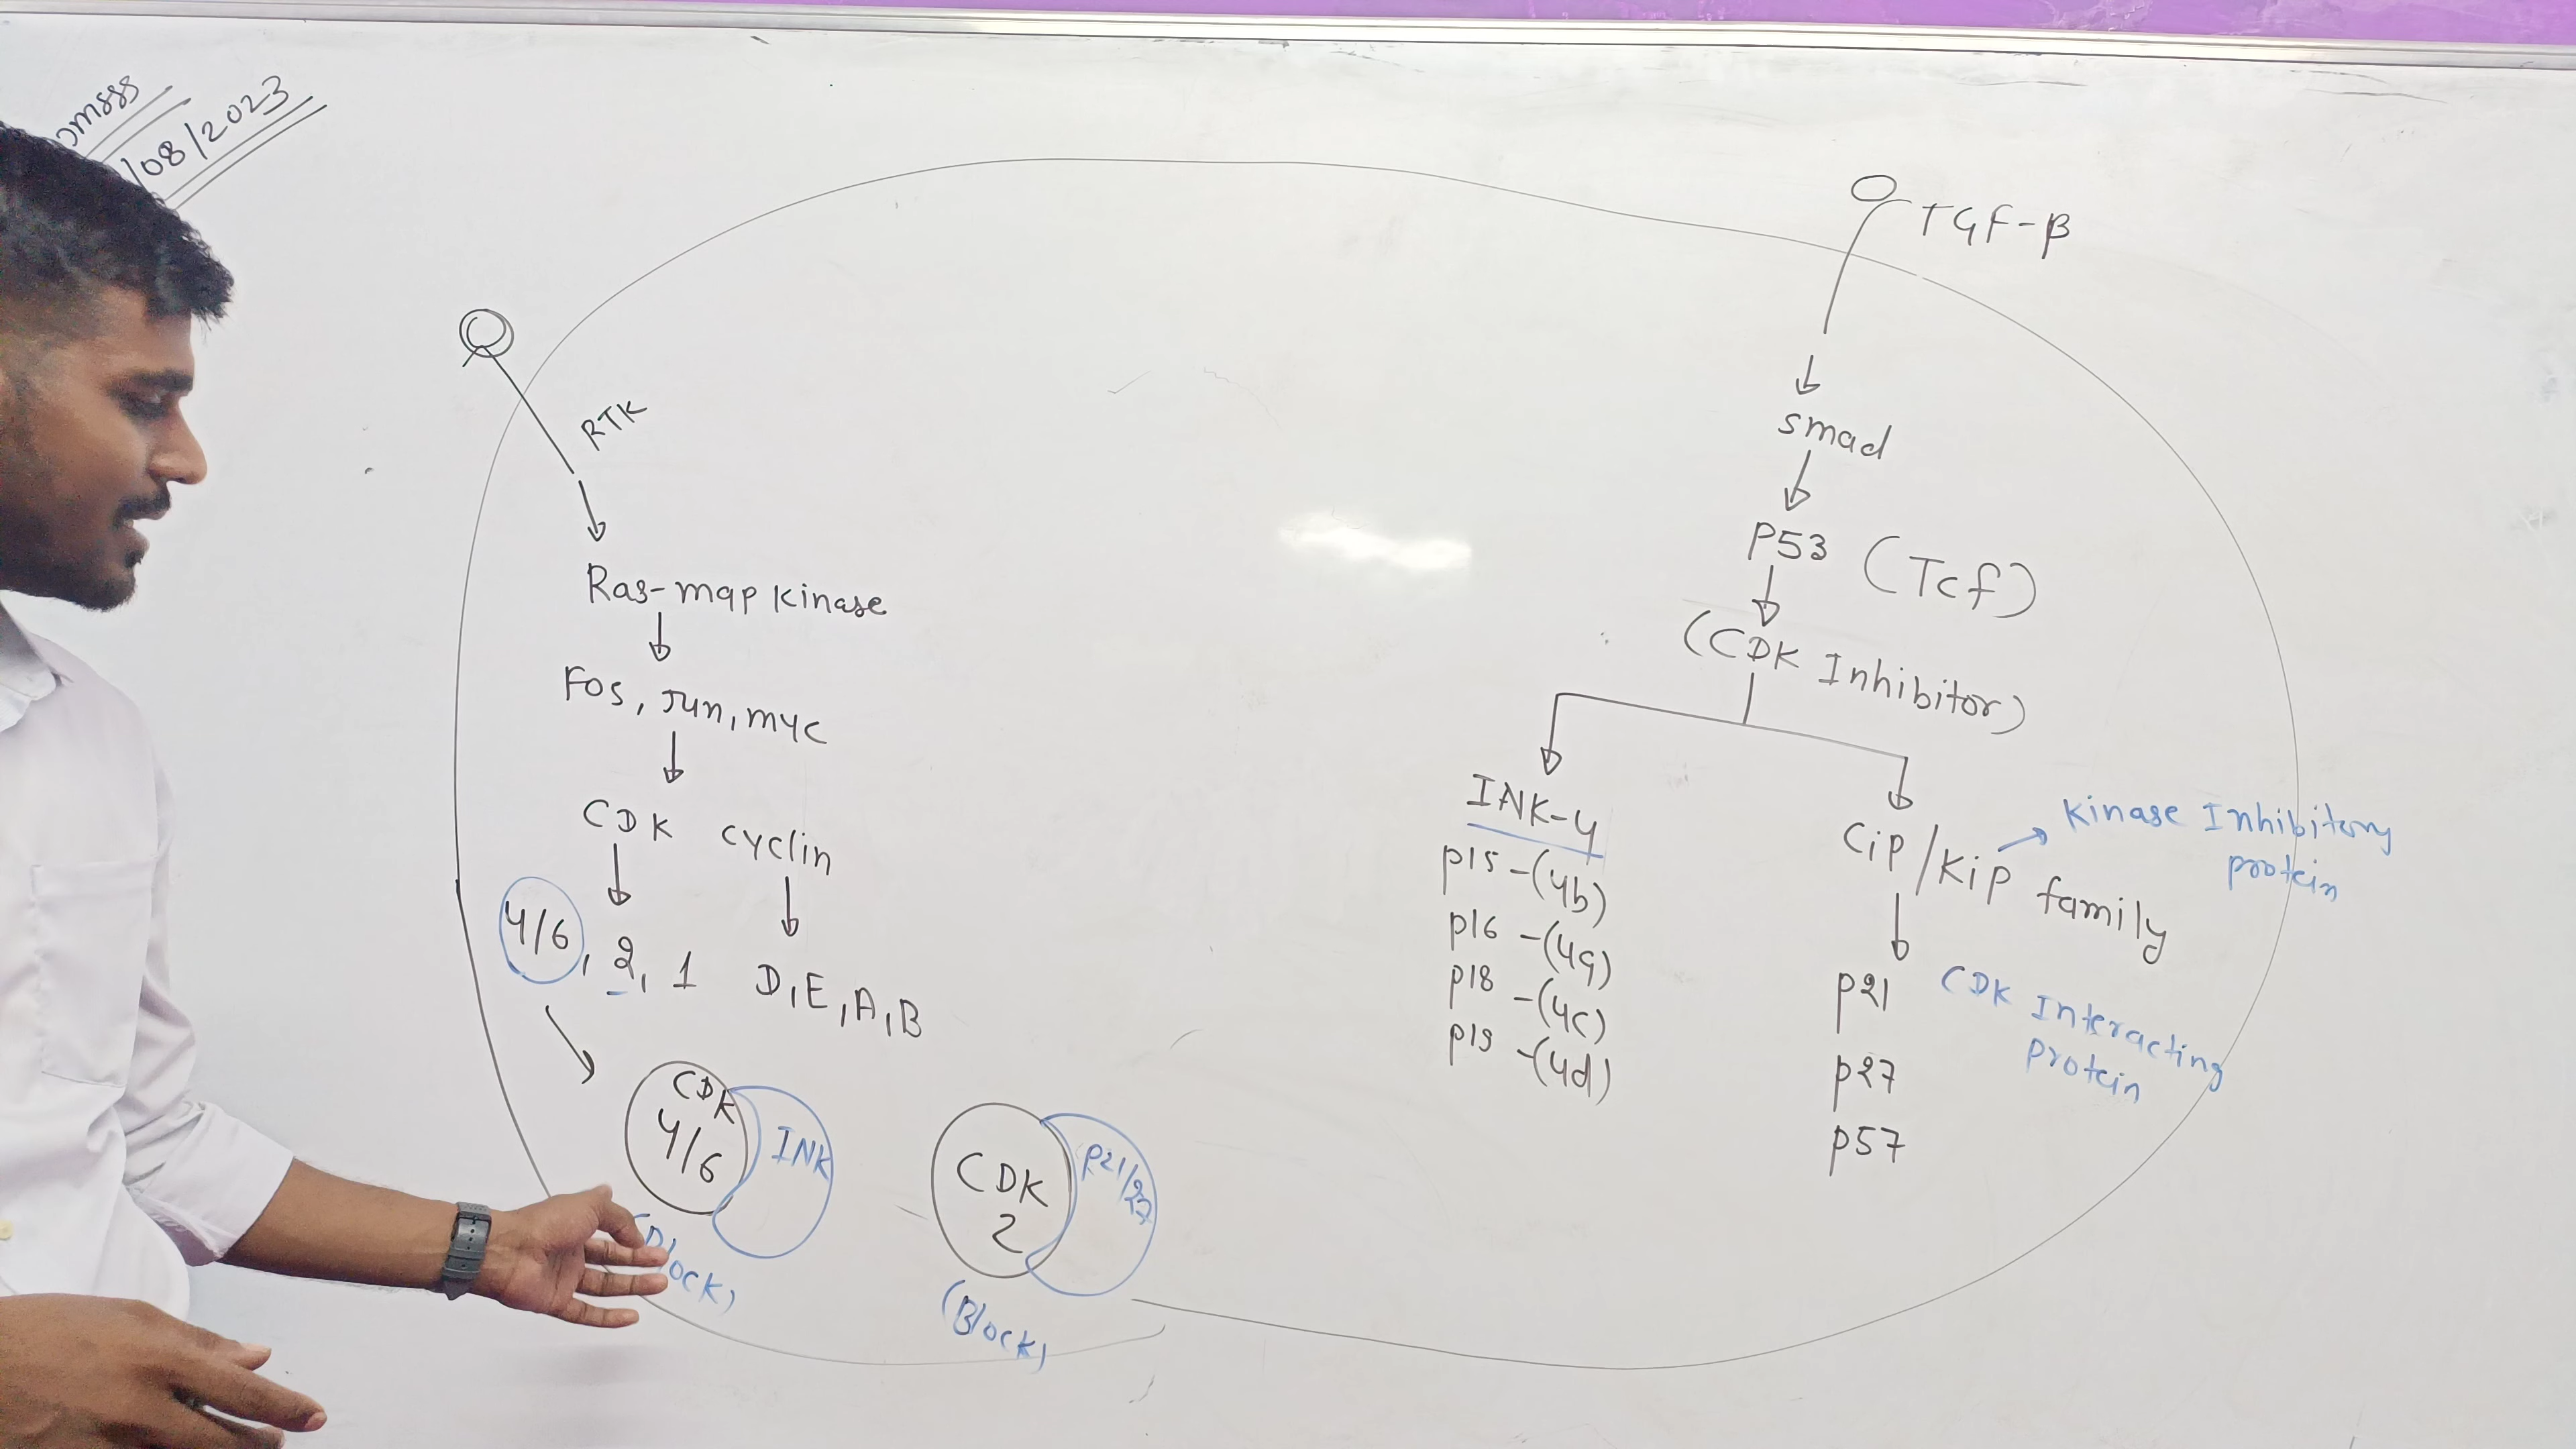 /08/2023
TGF-β
RTK
smad
P53 (Tcf)
Ras-map kinase
(CDK Inhibitor)
Fos, Jun, myc
CDK cyclin
4/6, 2, 1 D, E, A, B
INK-4
p15 -(4b)
p16 -(4a)
p18 -(4c)
p19 -(4d)
Cip/Kip family
Kinase Inhibitory
protein
p21
p27
p57
CDK Interacting
protein
CDK
4/6
INK
(Block)
CDK
2
P21/27
(Block)